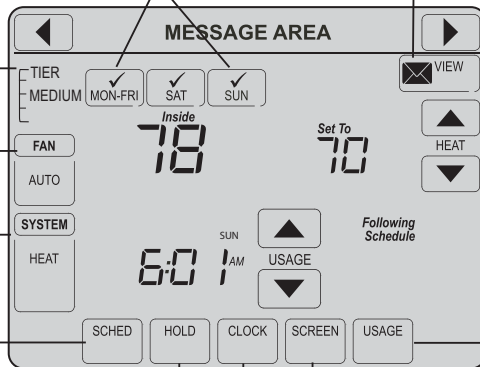 MESSAGE AREA
TIER
MEDIUM
MON-FRI SAT SUN
VIEW
Inside
78
Set To
70
HEAT
FAN
AUTO
SYSTEM
HEAT
Following
Schedule
SUN
6:01 AM
USAGE
SCHED HOLD CLOCK SCREEN USAGE